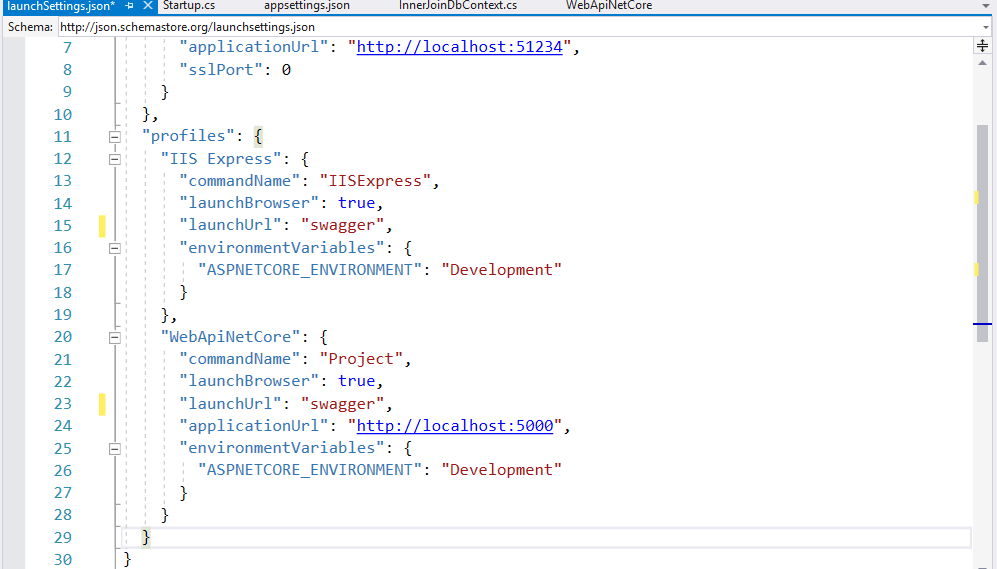 launchSettings.json* Startup.cs appsettings.json InnerJoinDbContext.cs WebApiNetCore
Schema: http://json.schemastore.org/launchsettings.json
7 "applicationUrl": "http://localhost:51234",
8 "sslPort": 0
9 }
10 },
11 "profiles": {
12 "IIS Express": {
13 "commandName": "IISExpress",
14 "launchBrowser": true,
15 "launchUrl": "swagger",
16 "environmentVariables": {
17 "ASPNETCORE_ENVIRONMENT": "Development"
18 }
19 },
20 "WebApiNetCore": {
21 "commandName": "Project",
22 "launchBrowser": true,
23 "launchUrl": "swagger",
24 "applicationUrl": "http://localhost:5000",
25 "environmentVariables": {
26 "ASPNETCORE_ENVIRONMENT": "Development"
27 }
28 }
29 }
30 }